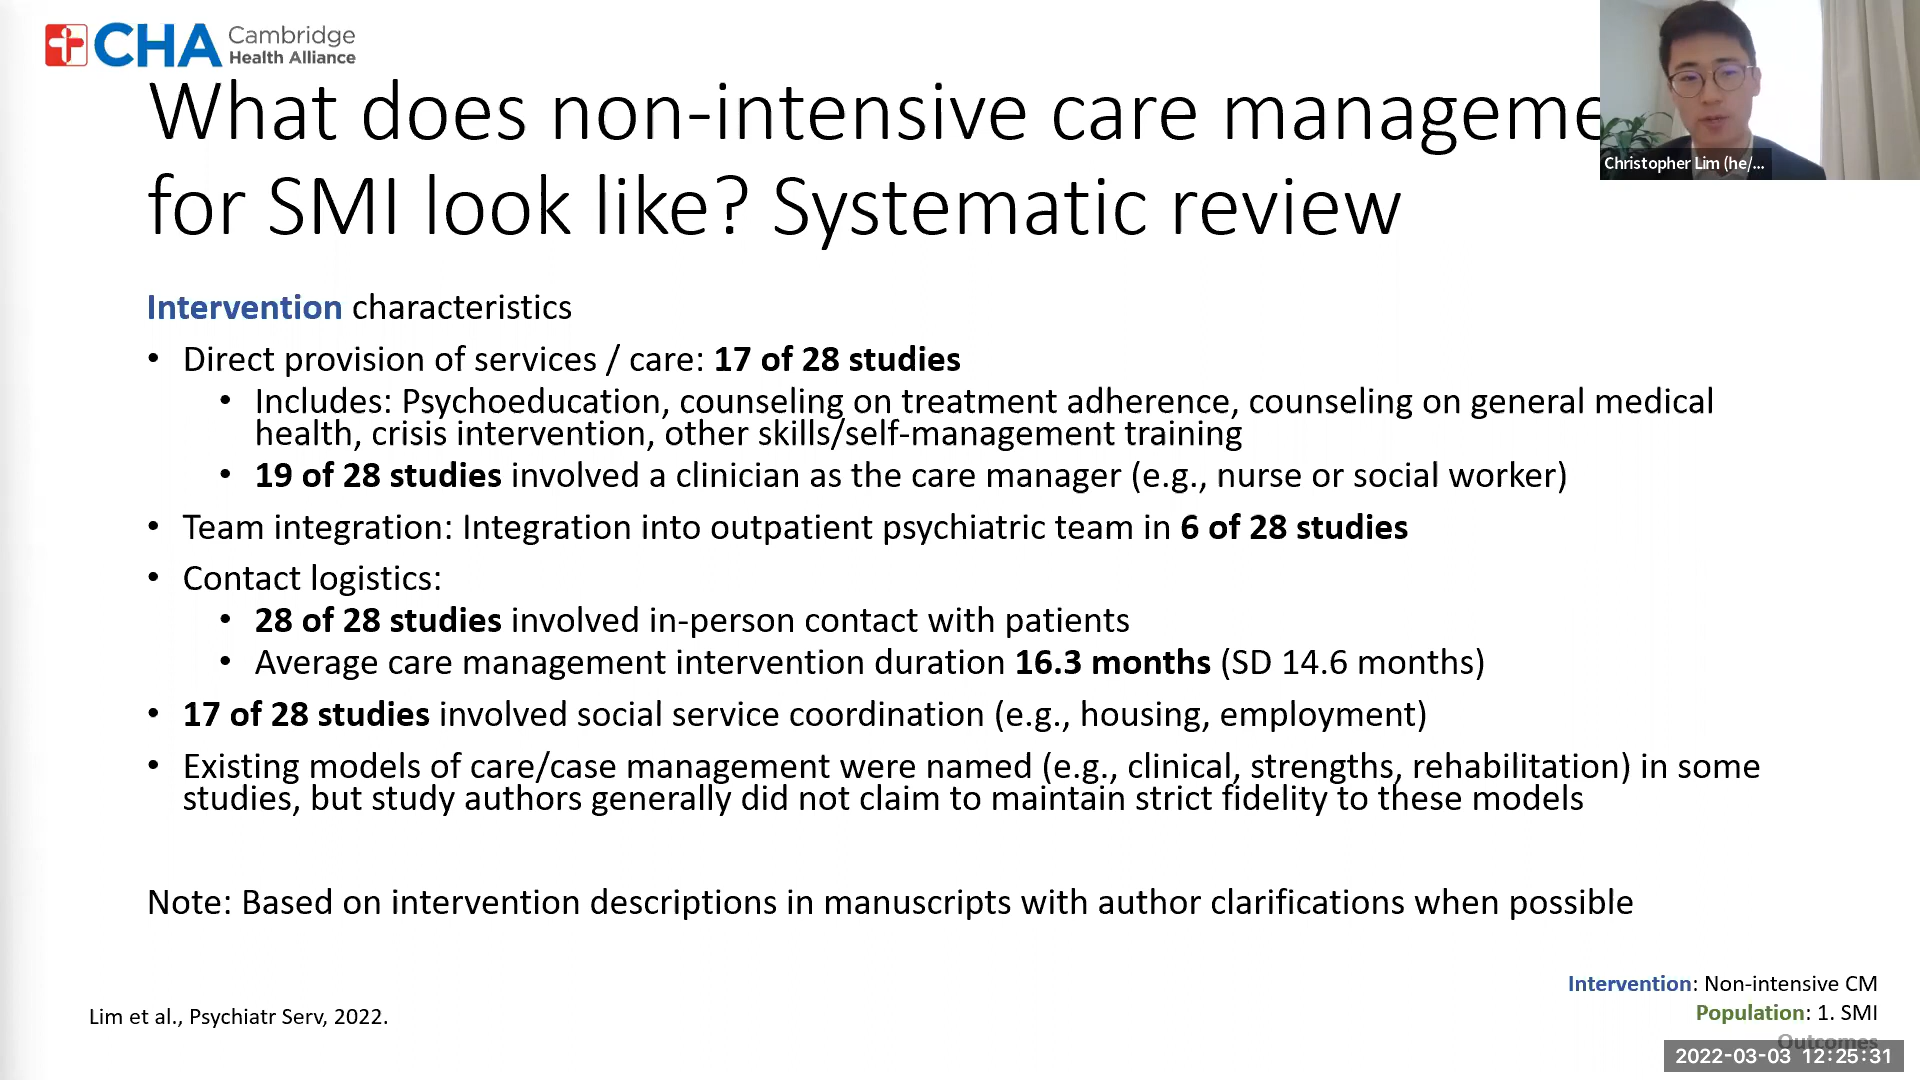 CHA Cambridge
Health Alliance
What does non-intensive care manageme
for SMI look like? Systematic review
Christopher Lim (he/...
Intervention characteristics
• Direct provision of services / care: 17 of 28 studies
• Includes: Psychoeducation, counseling on treatment adherence, counseling on general medical
health, crisis intervention, other skills/self-management training
• 19 of 28 studies involved a clinician as the care manager (e.g., nurse or social worker)
• Team integration: Integration into outpatient psychiatric team in 6 of 28 studies
• Contact logistics:
• 28 of 28 studies involved in-person contact with patients
• Average care management intervention duration 16.3 months (SD 14.6 months)
• 17 of 28 studies involved social service coordination (e.g., housing, employment)
• Existing models of care/case management were named (e.g., clinical, strengths, rehabilitation) in some
studies, but study authors generally did not claim to maintain strict fidelity to these models
Note: Based on intervention descriptions in manuscripts with author clarifications when possible
Intervention: Non-intensive CM
Population: 1. SMI
Outcomes
Lim et al., Psychiatr Serv, 2022.
2022-03-03 12:25:31